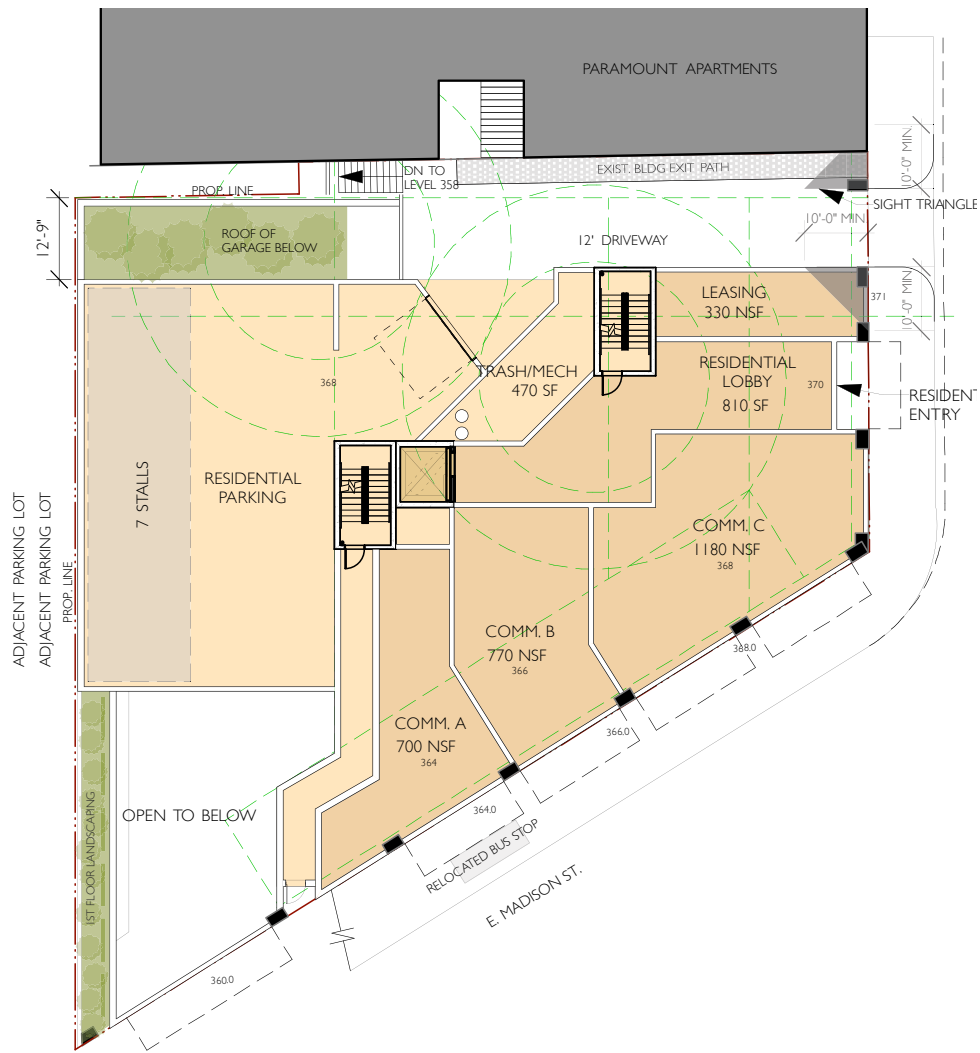 PARAMOUNT APARTMENTS
EXIST. BLDG EXIT PATH
10'-0" MIN.
DN TO
LEVEL 358
PROP. LINE
SIGHT TRIANGLE
10'-0" MIN.
12'-9"
ROOF OF
GARAGE BELOW
12' DRIVEWAY
LEASING
330 NSF
371
10'-0" MIN.
368
TRASH/MECH
470 SF
RESIDENTIAL
LOBBY
810 SF
370
RESIDENT
ENTRY
7 STALLS
RESIDENTIAL
PARKING
ADJACENT PARKING LOT
ADJACENT PARKING LOT
PROP. LINE
COMM. C
1180 NSF
368
COMM. B
770 NSF
366
368.0
COMM. A
700 NSF
364
366.0
OPEN TO BELOW
364.0
1ST FLOOR LANDSCAPING
RELOCATED BUS STOP
E. MADISON ST.
360.0